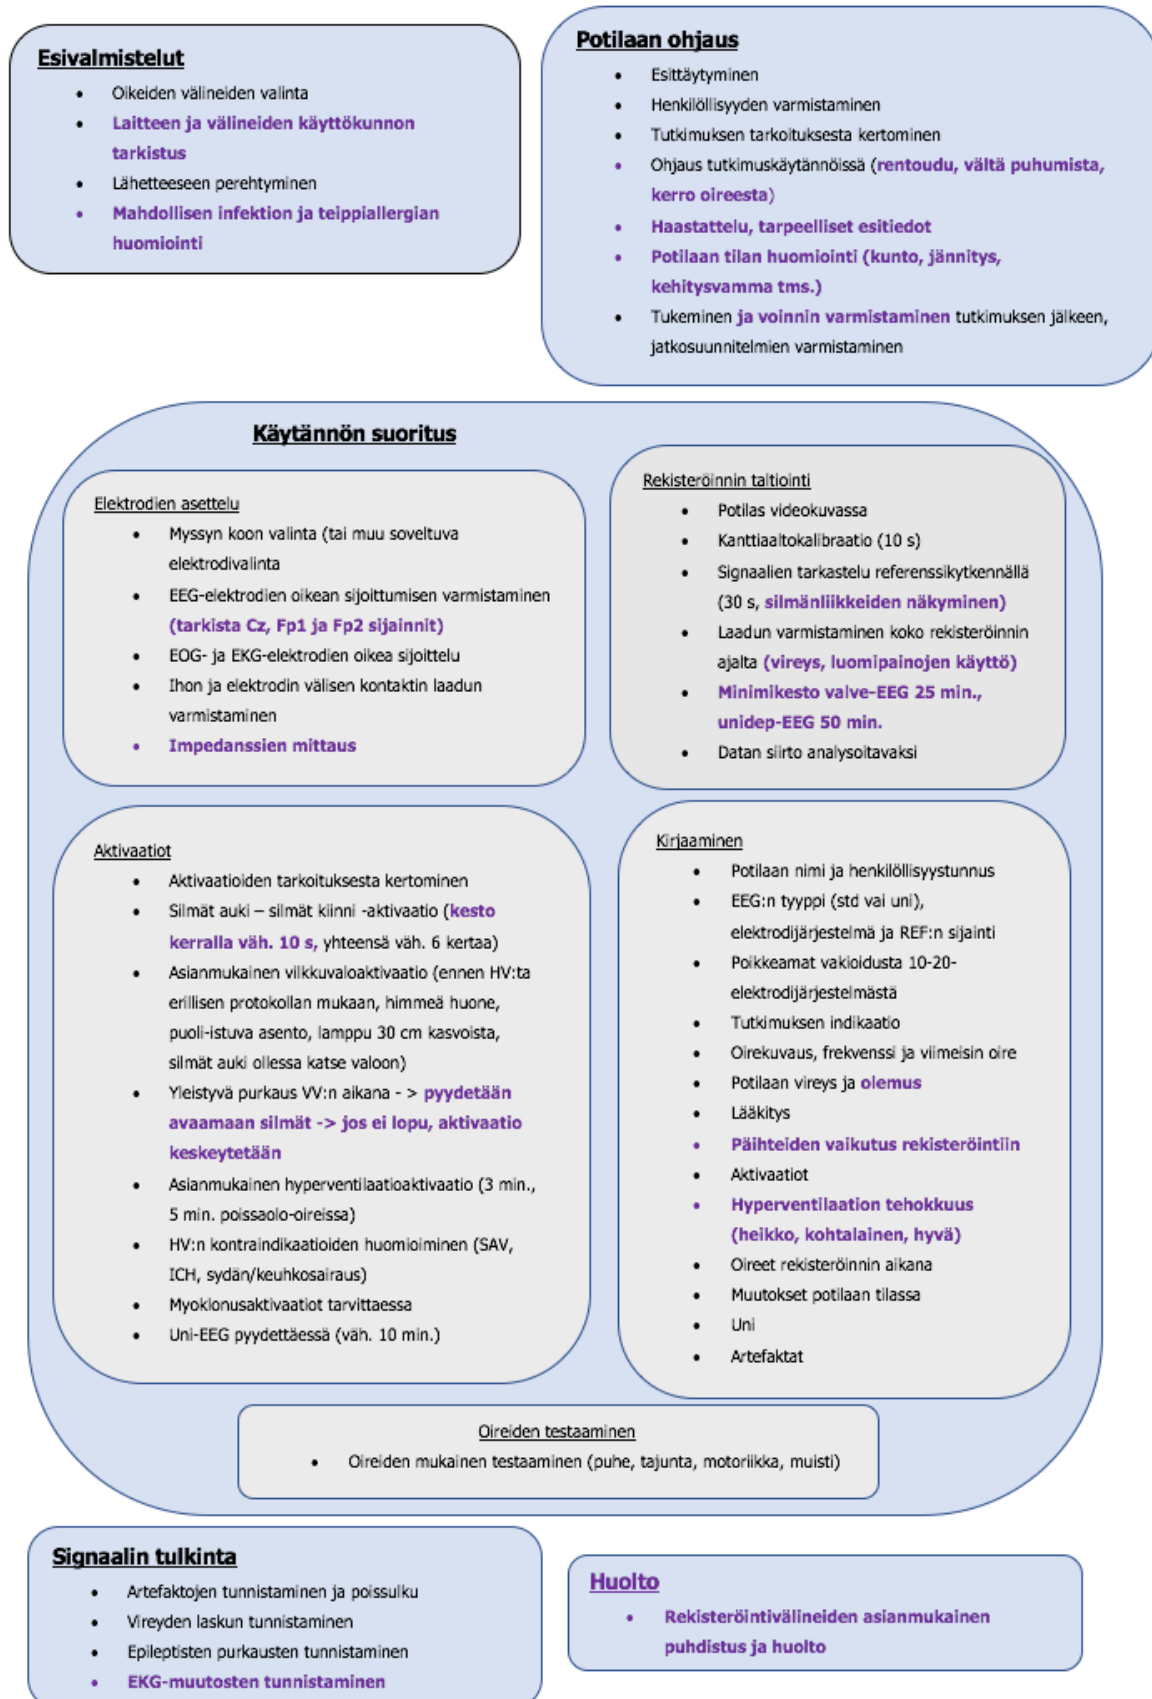 Esivalmistelut
• Oikeiden välineiden valinta
• Laitteen ja välineiden käyttökunnon
tarkistus
• Lähetteeseen perehtyminen
• Mahdollisen infektion ja teippiallergian
huomiointi
Potilaan ohjaus
• Esittäytyminen
• Henkilöllisyyden varmistaminen
• Tutkimuksen tarkoituksesta kertominen
• Ohjaus tutkimuskäytännöissä (rentoudu, vältä puhumista,
kerro oireesta)
• Haastattelu, tarpeelliset esitiedot
• Potilaan tilan huomiointi (kunto, jännitys,
kehitysvamma tms.)
• Tukeminen ja voinnin varmistaminen tutkimuksen jälkeen,
jatkosuunnitelmien varmistaminen
Käytännön suoritus
Elektrodien asettelu
• Myssyn koon valinta (tai muu soveltuva
elektrodivalinta
• EEG-elektrodien oikean sijoittumisen varmistaminen
(tarkista Cz, Fp1 ja Fp2 sijainnit)
• EOG- ja EKG-elektrodien oikea sijoittelu
• Ihon ja elektrodin välisen kontaktin laadun
varmistaminen
• Impedanssien mittaus
Rekisteröinnin taltiointi
• Potilas videokuvassa
• Kanttiaaltokalibraatio (10 s)
• Signaalien tarkastelu referenssikytkennällä
(30 s, silmänliikkeiden näkyminen)
• Laadun varmistaminen koko rekisteröinnin
ajalta (vireys, luomipainojen käyttö)
• Minimikesto valve-EEG 25 min.,
unidep-EEG 50 min.
• Datan siirto analysoitavaksi
Aktivaatiot
• Aktivaatioiden tarkoituksesta kertominen
• Silmät auki – silmät kiinni -aktivaatio (kesto
kerralla väh. 10 s, yhteensä väh. 6 kertaa)
• Asianmukainen vilkkuvaloaktivaatio (ennen HV:ta
erillisen protokollan mukaan, himmeä huone,
puoli-istuva asento, lamppu 30 cm kasvoista,
silmät auki ollessa katse valoon)
• Yleistyvä purkaus VV:n aikana - > pyydetään
avaamaan silmät -> jos ei lopu, aktivaatio
keskeytetään
• Asianmukainen hyperventilaatioaktivaatio (3 min.,
5 min. poissaolo-oireissa)
• HV:n kontraindikaatioiden huomioiminen (SAV,
ICH, sydän/keuhkosairaus)
• Myoklonusaktivaatiot tarvittaessa
• Uni-EEG pyydettäessä (väh. 10 min.)
Kirjaaminen
• Potilaan nimi ja henkilöllisyystunnus
• EEG:n tyyppi (std vai uni),
elektrodijärjestelmä ja REF:n sijainti
• Poikkeamat vakioidusta 10-20-
elektrodijärjestelmästä
• Tutkimuksen indikaatio
• Oirekuvaus, frekvenssi ja viimeisin oire
• Potilaan vireys ja olemus
• Lääkitys
• Päihteiden vaikutus rekisteröintiin
• Aktivaatiot
• Hyperventilaation tehokkuus
(heikko, kohtalainen, hyvä)
• Oireet rekisteröinnin aikana
• Muutokset potilaan tilassa
• Uni
• Artefaktat
Oireiden testaaminen
• Oireiden mukainen testaaminen (puhe, tajunta, motoriikka, muisti)
Signaalin tulkinta
• Artefaktojen tunnistaminen ja poissulku
• Vireyden laskun tunnistaminen
• Epileptisten purkausten tunnistaminen
• EKG-muutosten tunnistaminen
Huolto
• Rekisteröintivälineiden asianmukainen
puhdistus ja huolto